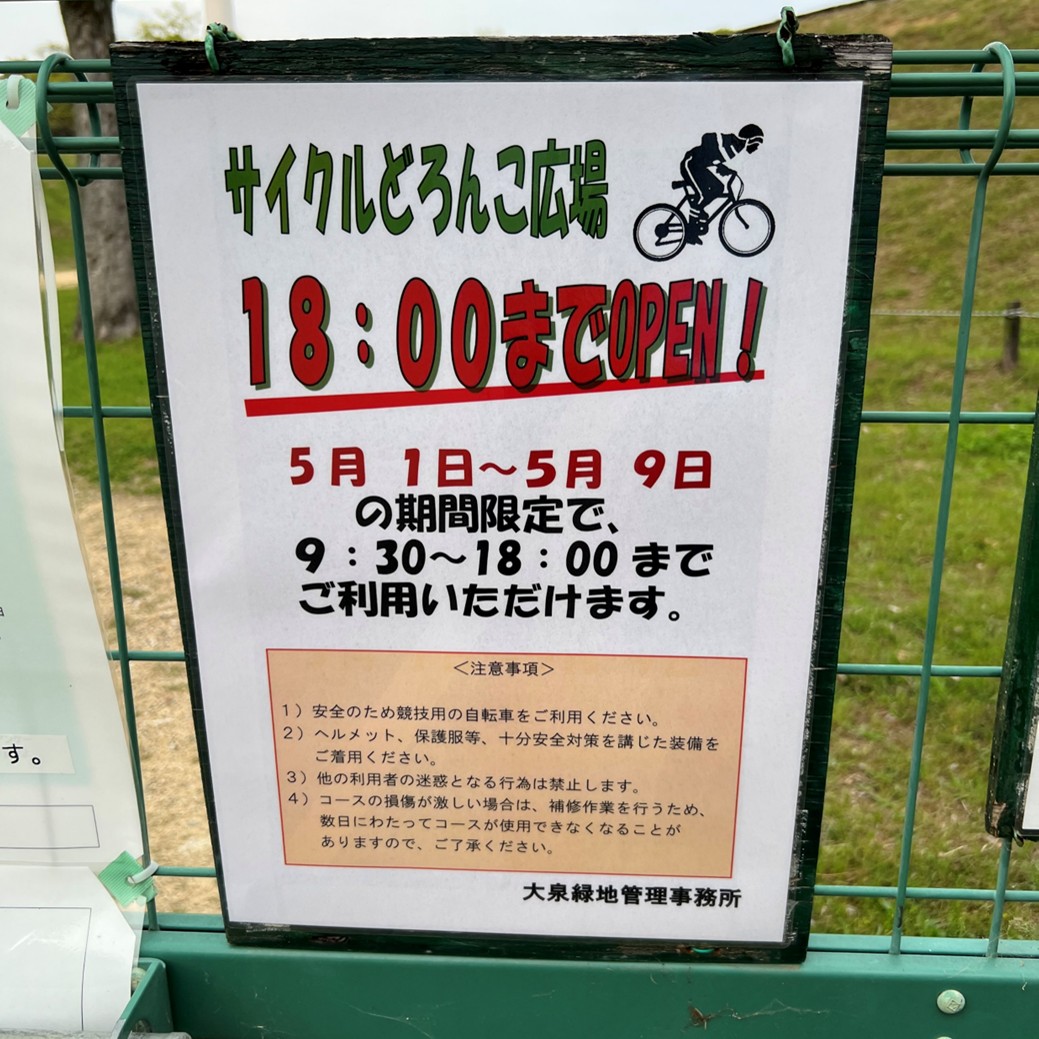 サイクルどろんこ広場
18：00までOPEN！
5月 1日～5月 9日
の期間限定で、
9：30～18：00 まで
ご利用いただけます。
＜注意事項＞
1）安全のため競技用の自転車をご利用ください。
2）ヘルメット、保護服等、十分安全対策を講じた装備を
ご着用ください。
3）他の利用者の迷惑となる行為は禁止します。
4）コースの損傷が激しい場合は、補修作業を行うため、
数日にわたってコースが使用できなくなることが
ありますので、ご了承ください。
大泉緑地管理事務所
す。